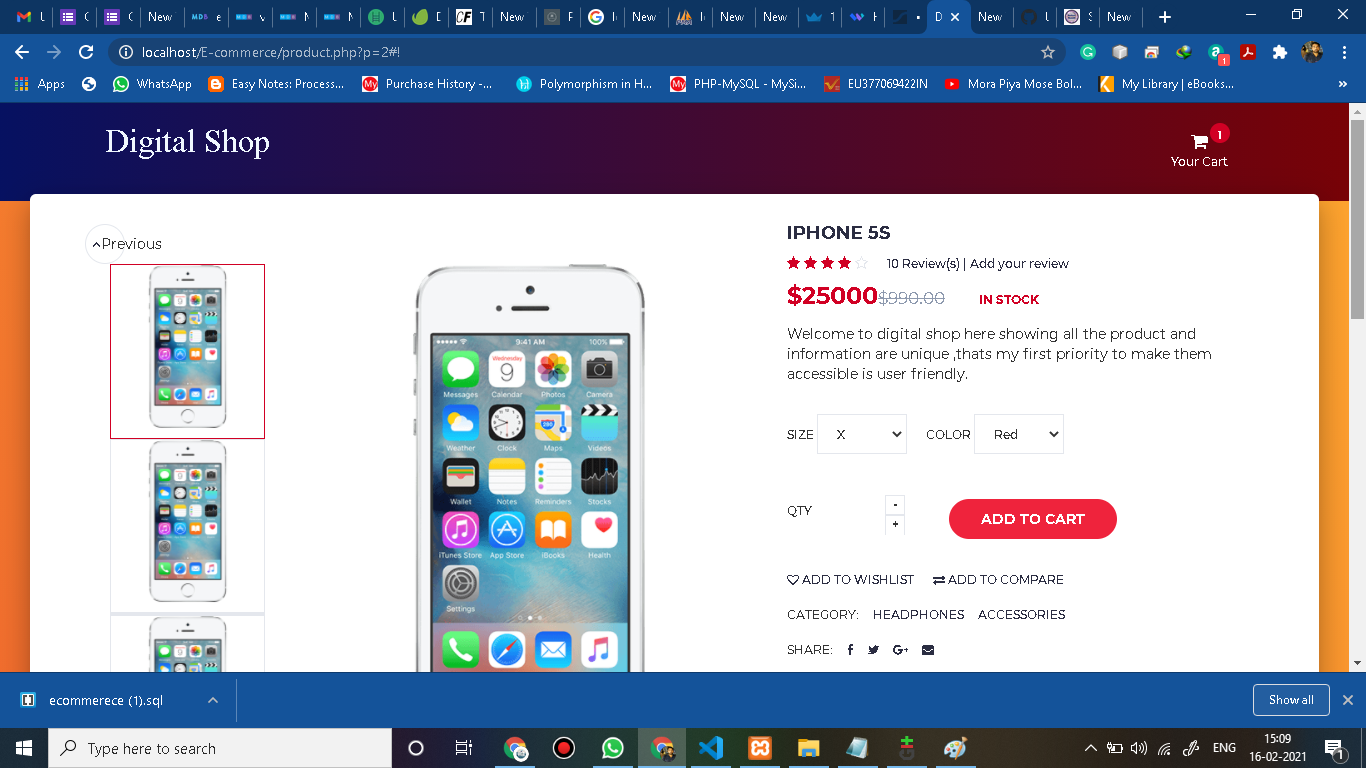 New
New
New
New
New
New
New
localhost/E-commerce/product.php?p=2#!
1
Apps
WhatsApp
Easy Notes: Process...
Purchase History -...
Polymorphism in H...
PHP-MySQL - MySi...
EU377069422IN
Mora Piya Mose Bol...
My Library | eBooks...
»
Digital Shop
1
Your Cart
Previous
IPHONE 5S
10 Review(s) | Add your review
$25000 $990.00 IN STOCK
Welcome to digital shop here showing all the product and
information are unique ,thats my first priority to make them
accessible is user friendly.
SIZE X COLOR Red
QTY - +
ADD TO CART
ADD TO WISHLIST ADD TO COMPARE
CATEGORY: HEADPHONES ACCESSORIES
SHARE:
9:41 AM 100%
Wednesday
9
Messages Calendar Photos Camera
280
Weather Clock Maps Videos
Wallet Notes Reminders Stocks
iTunes Store App Store iBooks Health
Settings
ecommerece (1).sql
Show all
Type here to search
ENG
15:09
16-02-2021
1